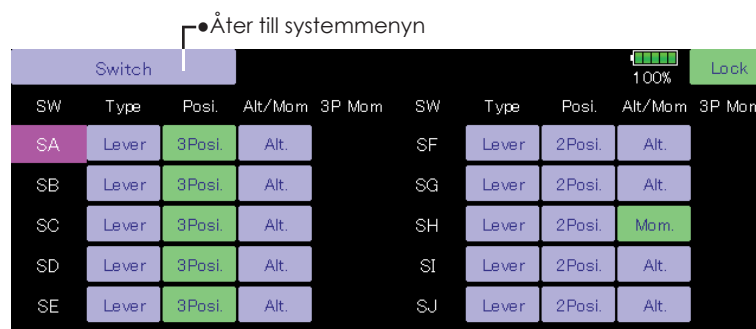 Åter till systemmenyn
Switch 100% Lock
SW Type Posi. Alt/Mom 3P Mom SW Type Posi. Alt/Mom 3P Mom
SA Lever 3Posi. Alt. SF Lever 2Posi. Alt.
SB Lever 3Posi. Alt. SG Lever 2Posi. Alt.
SC Lever 3Posi. Alt. SH Lever 2Posi. Mom.
SD Lever 3Posi. Alt. SI Lever 2Posi. Alt.
SE Lever 3Posi. Alt. SJ Lever 2Posi. Alt.